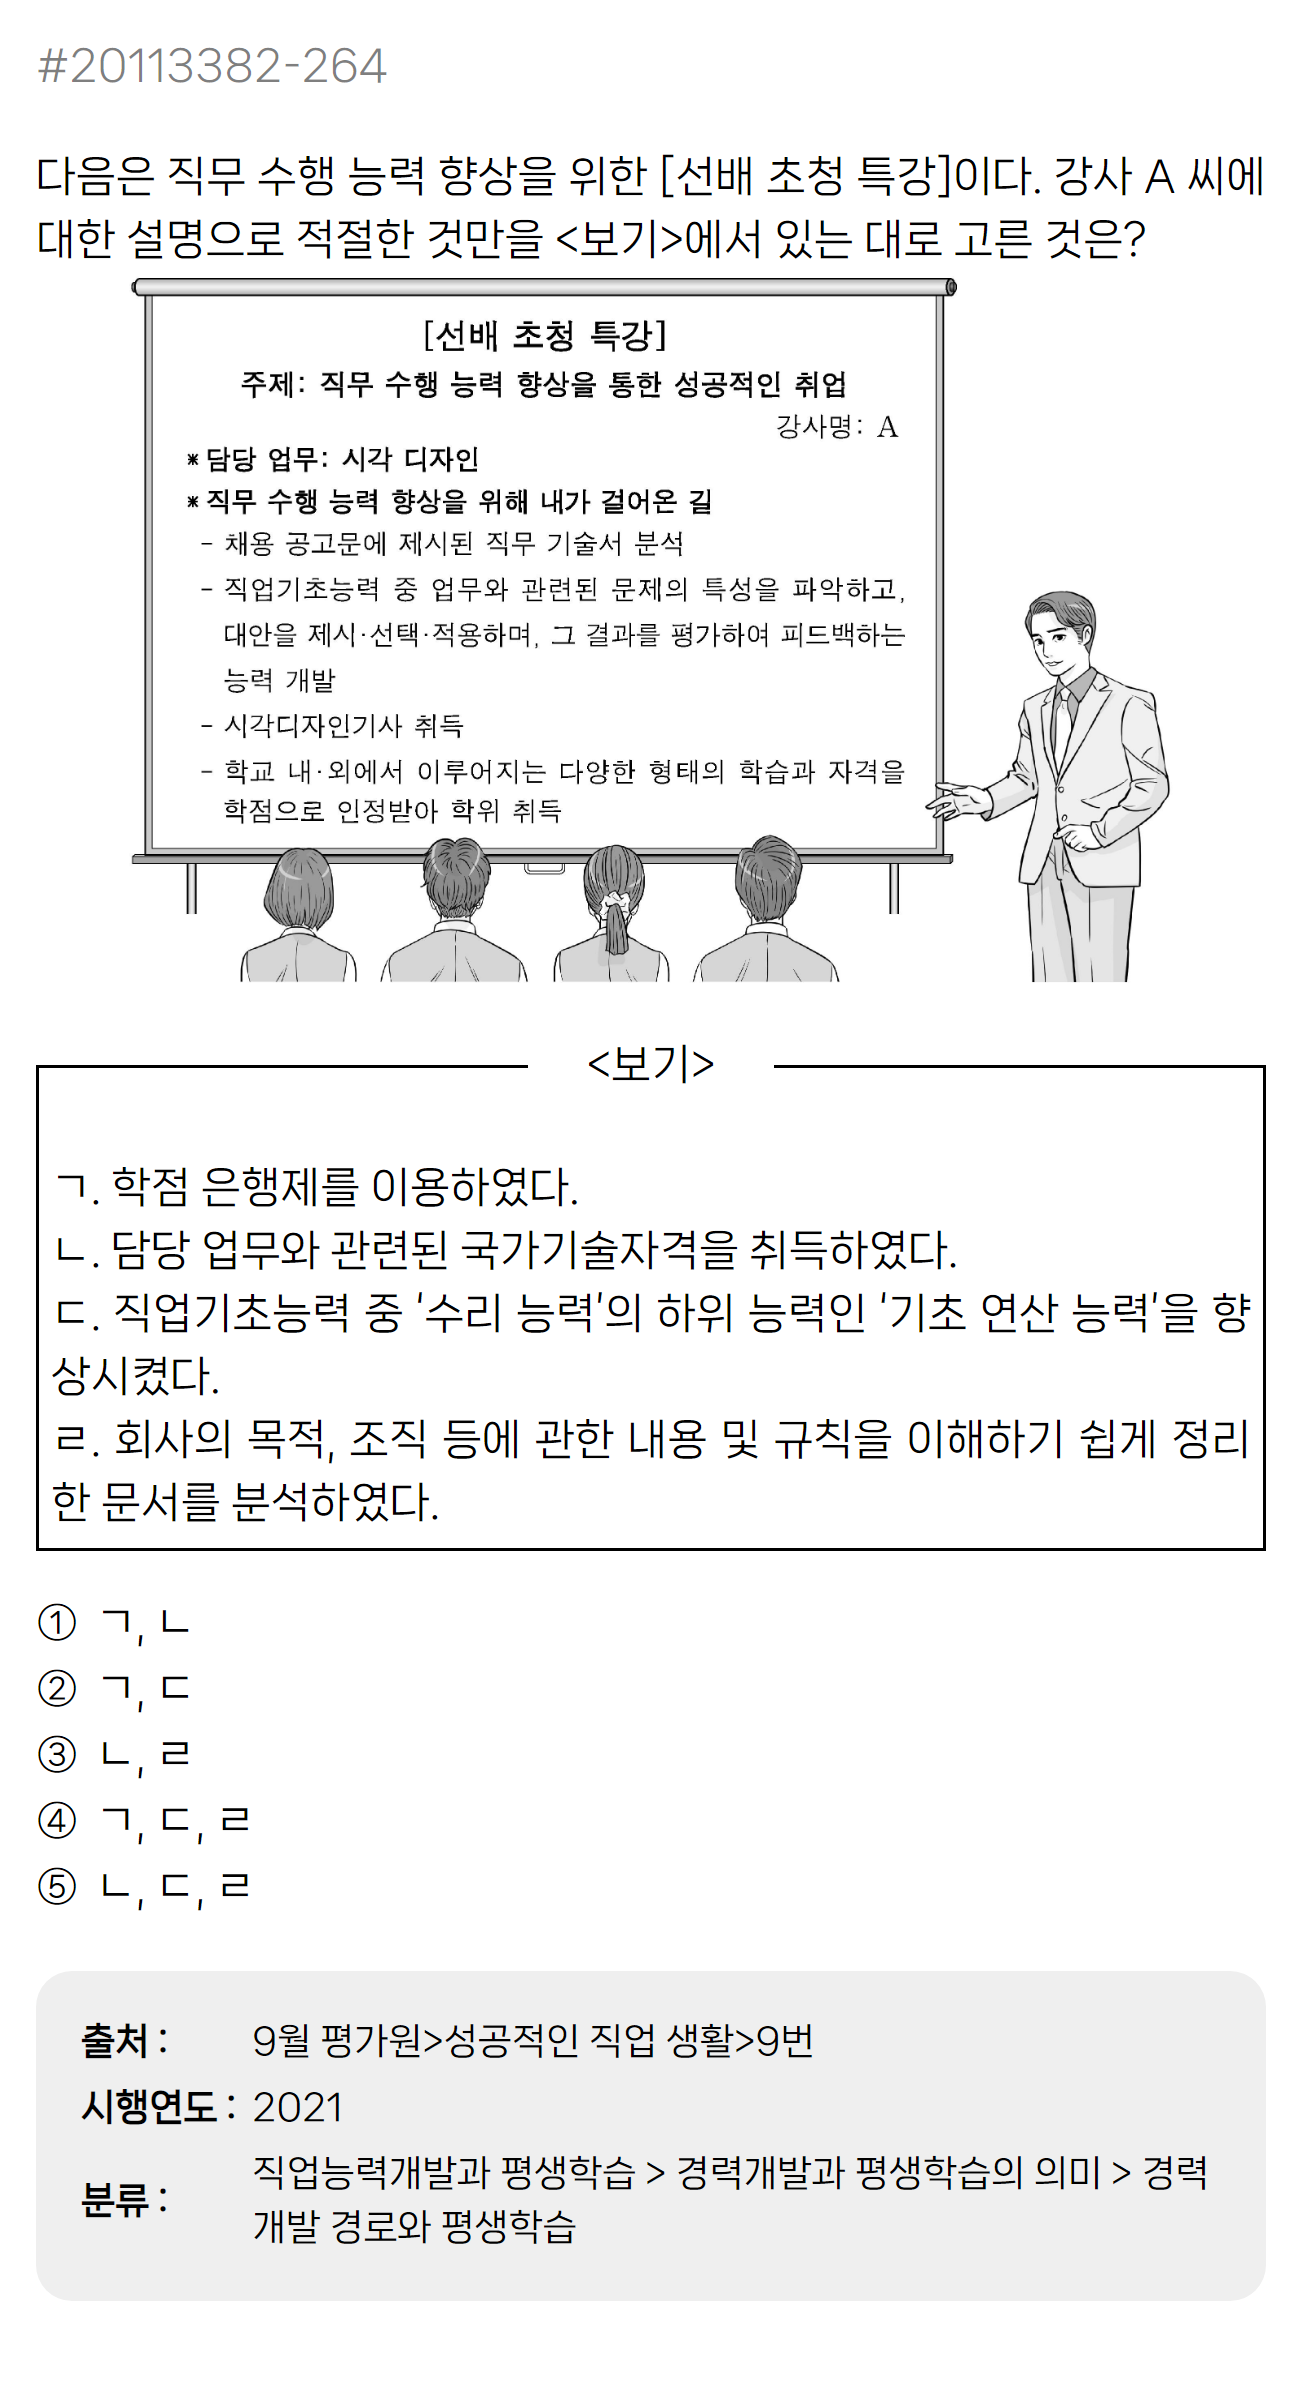 #20113382-264
다음은 직무 수행 능력 향상을 위한 [선배 초청 특강]이다. 강사 A 씨에
대한 설명으로 적절한 것만을 <보기>에서 있는 대로 고른 것은?
[선배 초청 특강]
주제: 직무 수행 능력 향상을 통한 성공적인 취업
강사명: A
* 담당 업무: 시각 디자인
* 직무 수행 능력 향상을 위해 내가 걸어온 길
- 채용 공고문에 제시된 직무 기술서 분석
- 직업기초능력 중 업무와 관련된 문제의 특성을 파악하고,
대안을 제시·선택·적용하며, 그 결과를 평가하여 피드백하는
능력 개발
- 시각디자인기사 취득
- 학교 내·외에서 이루어지는 다양한 형태의 학습과 자격을
학점으로 인정받아 학위 취득
<보기>
ㄱ. 학점 은행제를 이용하였다.
ㄴ. 담당 업무와 관련된 국가기술자격을 취득하였다.
ㄷ. 직업기초능력 중 '수리 능력'의 하위 능력인 '기초 연산 능력'을 향
상시켰다.
ㄹ. 회사의 목적, 조직 등에 관한 내용 및 규칙을 이해하기 쉽게 정리
한 문서를 분석하였다.
① ㄱ, ㄴ
② ㄱ, ㄷ
③ ㄴ, ㄹ
④ ㄱ, ㄷ, ㄹ
⑤ ㄴ, ㄷ, ㄹ
출처 : 9월 평가원>성공적인 직업 생활>9번
시행연도 : 2021
분류 : 직업능력개발과 평생학습 > 경력개발과 평생학습의 의미 > 경력
개발 경로와 평생학습